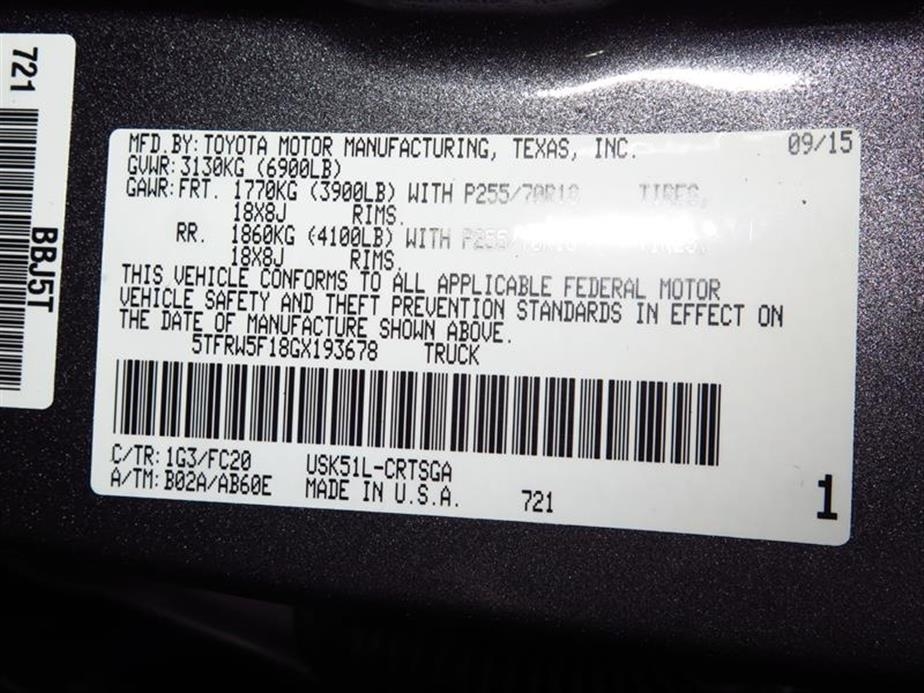 721
BBJ5T
MFD.BY:TOYOTA MOTOR MANUFACTURING, TEXAS, INC. 09/15
GVWR:3130KG (6900LB)
GAWR:FRT. 1770KG (3900LB) WITH P255/70R18 TIRES,
18X8J RIMS.
RR. 1860KG (4100LB) WITH
18X8J RIMS.
THIS VEHICLE CONFORMS TO ALL APPLICABLE FEDERAL MOTOR
VEHICLE SAFETY AND THEFT PREVENTION STANDARDS IN EFFECT ON
THE DATE OF MANUFACTURE SHOWN ABOVE.
5TFRW5F18GX193678 TRUCK
C/TR:1G3/FC20 USK51L-CRTSGA
A/TM:B02A/AB60E MADE IN U.S.A. 721 1